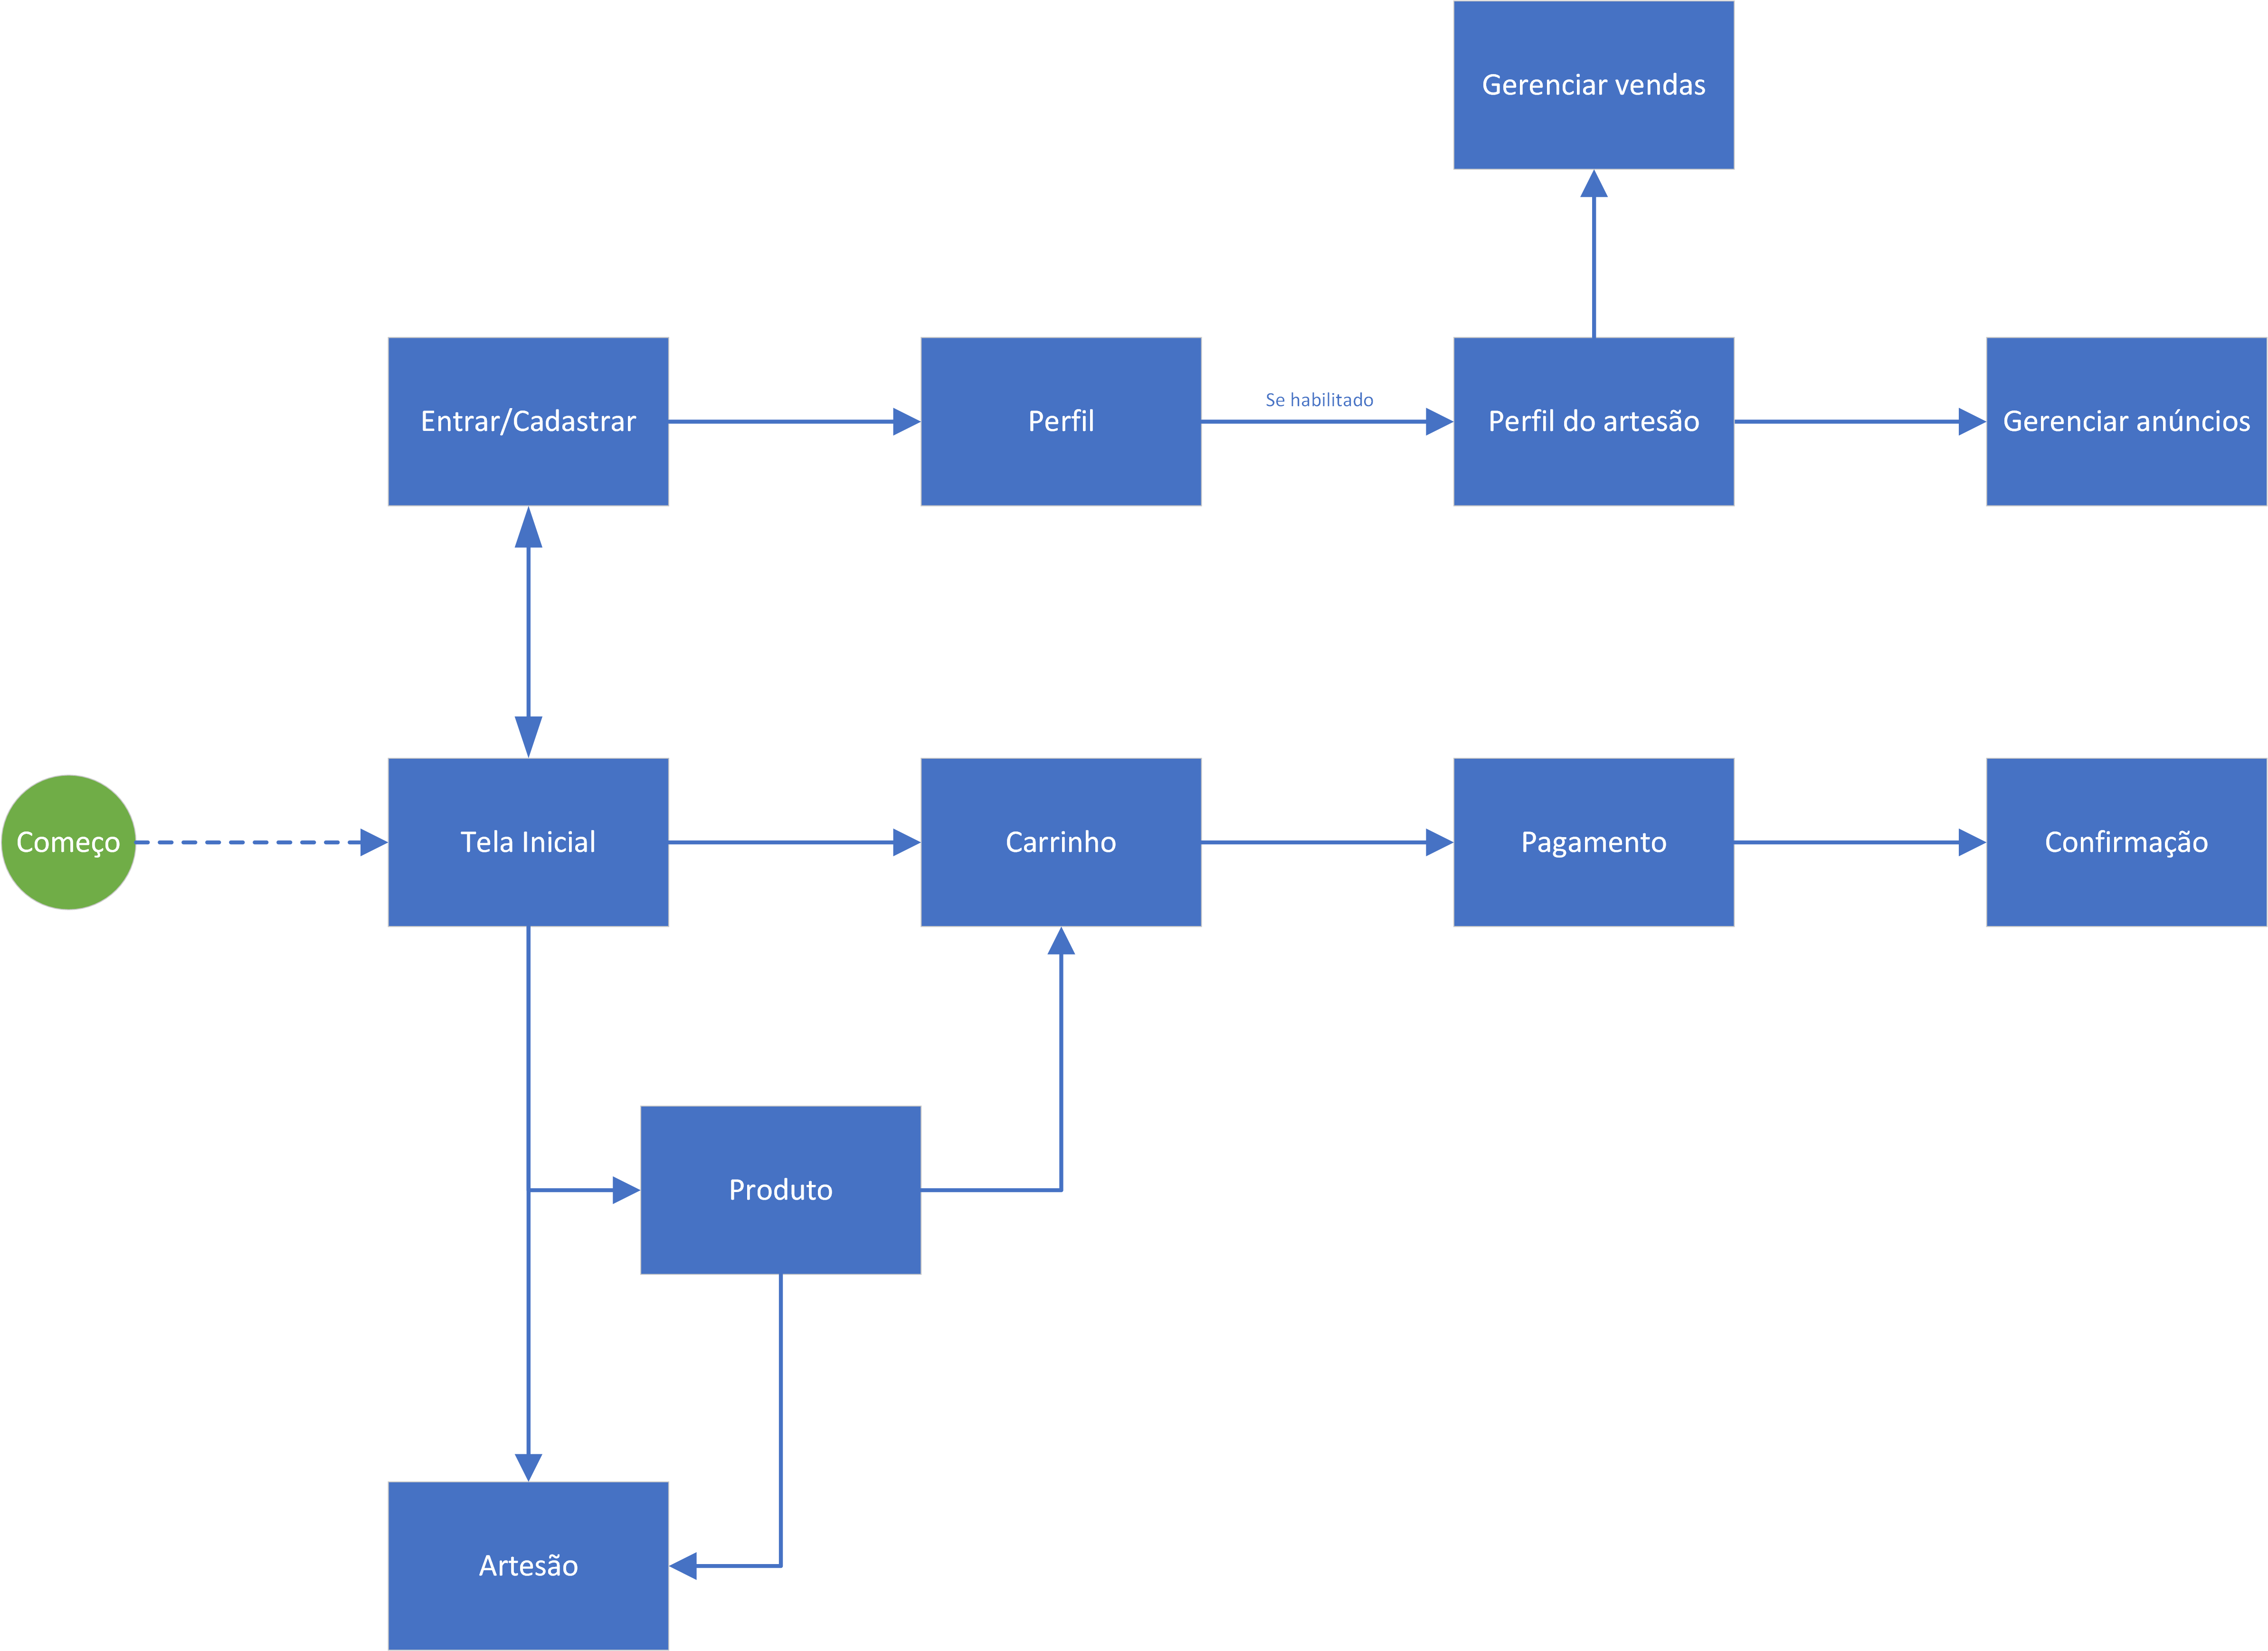 Gerenciar vendas
Entrar/Cadastrar
Perfil
Se habilitado
Perfil do artesão
Gerenciar anúncios
Começo
Tela Inicial
Carrinho
Pagamento
Confirmação
Produto
Artesão